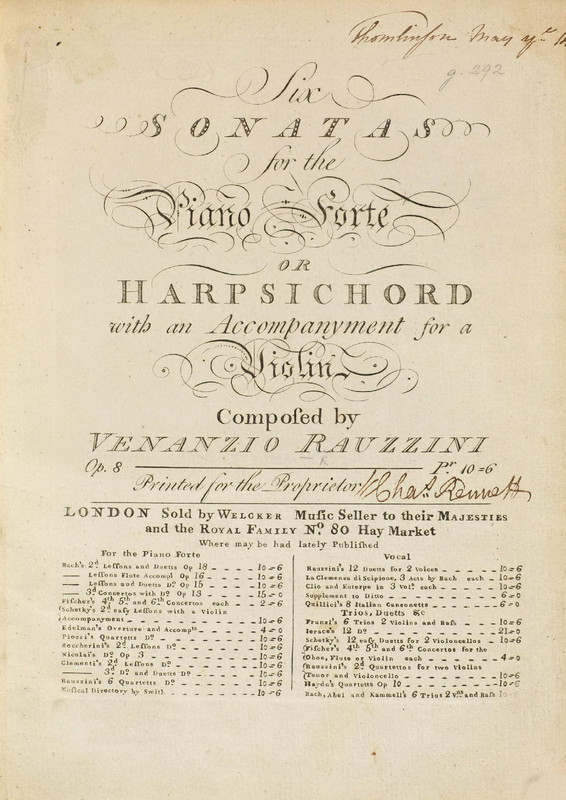 Thomlinson May ye
g. 292
Six
SONATAS
for the
Piano Forte
OR
HARPSICHORD
with an Accompanyment for a
Violin
Compoſed by
VENANZIO RAUZZINI
Op. 8 Pr. 10=6
Printed for the Proprietor Chas. Rennett
LONDON Sold by WELCKER Muſic Seller to their MAJESTIES
and the ROYAL FAMILY No. 80 Hay Market
Where may be had lately Publiſhed
For the Piano Forte
Bach's 2d Leſſons and Duetts Op 18 10=6
Leſſons Flute Accompt. Op 16 10=6
Leſſons and Duetts Do. Op 15 10=6
3d Concertos with Do. Op 13 15=0
Fiſcher's 4th 5th and 6th Concertos each 2=6
(Schetky's 2d eaſy Leſſons with a Violin
(Accompaniment 10=6
Edelman's Overture and Accompts 4=0
Piozzi's Quartetts Do. 10=6
Boccherini's 2d Leſſons Do. 10=6
Nicolai's Do. Op 3 10=6
Clementi's 2d Leſſons Do. 10=6
3d Do. and Duetts Do. 10=6
Rauzzini's 6 Quartetts Do. 10=6
Muſical Directory by Smith 10=6
Vocal
Rauzzini's 12 Duetts for 2 Voices 10=6
La Clemenza di Scipione, 3 Acts by Bach each 10=6
Clio and Euterpe in 3 Vols. each 10=6
Supplement to Ditto 6=0
Quillici's 8 Italian Canzonetts 6=0
Trios, Duetts &c
Franzl's 6 Trios 2 Violins and Baſs 10=6
Ierace's 12 Do. 21=0
Schetky's 12 eaſy Duetts for 2 Violoncellos 10=6
(Fiſcher's 4th 5th and 6th Concertos for the
(Oboe, Flute or Violin each 4=0
(Rauzzini's 2d Quartettos for two Violins
(Tenor and Violoncello 10=6
Haydn's Quartetts Op 10 10=6
Bach, Abel and Kammell's 6 Trios 2 Vns. and Baſs 10=6